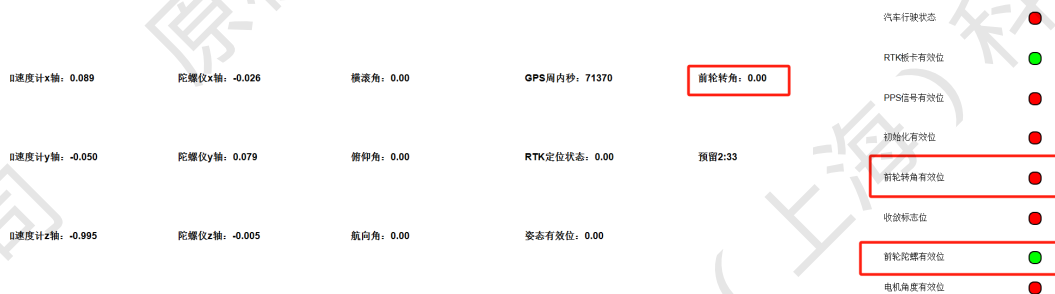 汽车行驶状态
RTK板卡有效位
速度计x轴：0.089 陀螺仪x轴：-0.026 横滚角：0.00 GPS周内秒：71370 前轮转角：0.00
PPS信号有效位
初始化有效位
速度计y轴：-0.050 陀螺仪y轴：0.079 俯仰角：0.00 RTK定位状态：0.00 预留2:33
前轮转角有效位
收敛标志位
速度计z轴：-0.995 陀螺仪z轴：-0.005 航向角：0.00 姿态有效位：0.00
前轮陀螺有效位
电机角度有效位
原
司
（上海）
科